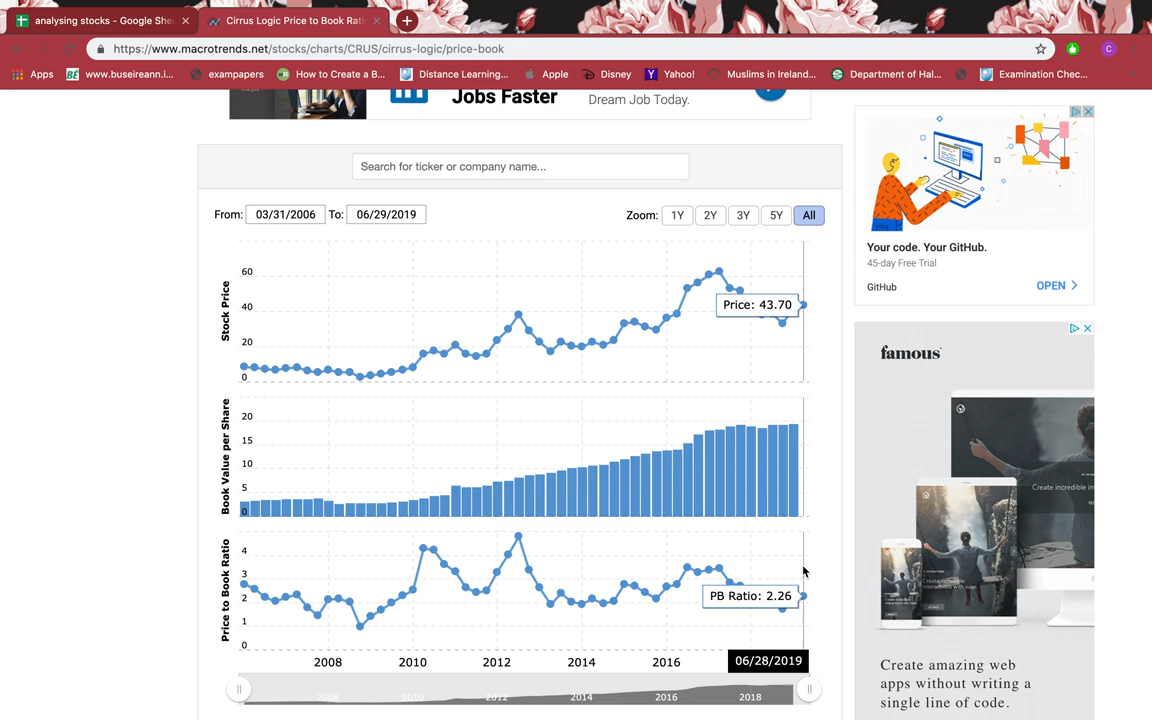 analysing stocks - Google She
Cirrus Logic Price to Book Rati
https://www.macrotrends.net/stocks/charts/CRUS/cirrus-logic/price-book
C
Apps
BÉ www.buseireann.i...
exampapers
How to Create a B...
Distance Learning...
Apple
Disney
Yahoo!
Muslims in Ireland...
Department of Hal...
Examination Chec...
Jobs Faster
Dream Job Today.
Search for ticker or company name...
From: 03/31/2006 To: 06/29/2019
Zoom: 1Y 2Y 3Y 5Y All
Stock Price
60
40
20
0
Price: 43.70
Book Value per Share
20
15
10
5
0
Price to Book Ratio
4
3
2
1
0
PB Ratio: 2.26
2008 2010 2012 2014 2016
06/28/2019
2008 2010 2012 2014 2016 2018
Your code. Your GitHub.
45-day Free Trial
GitHub
OPEN
famous
Create incredible in
Create incredible
Create amazing web
apps without writing a
single line of code.